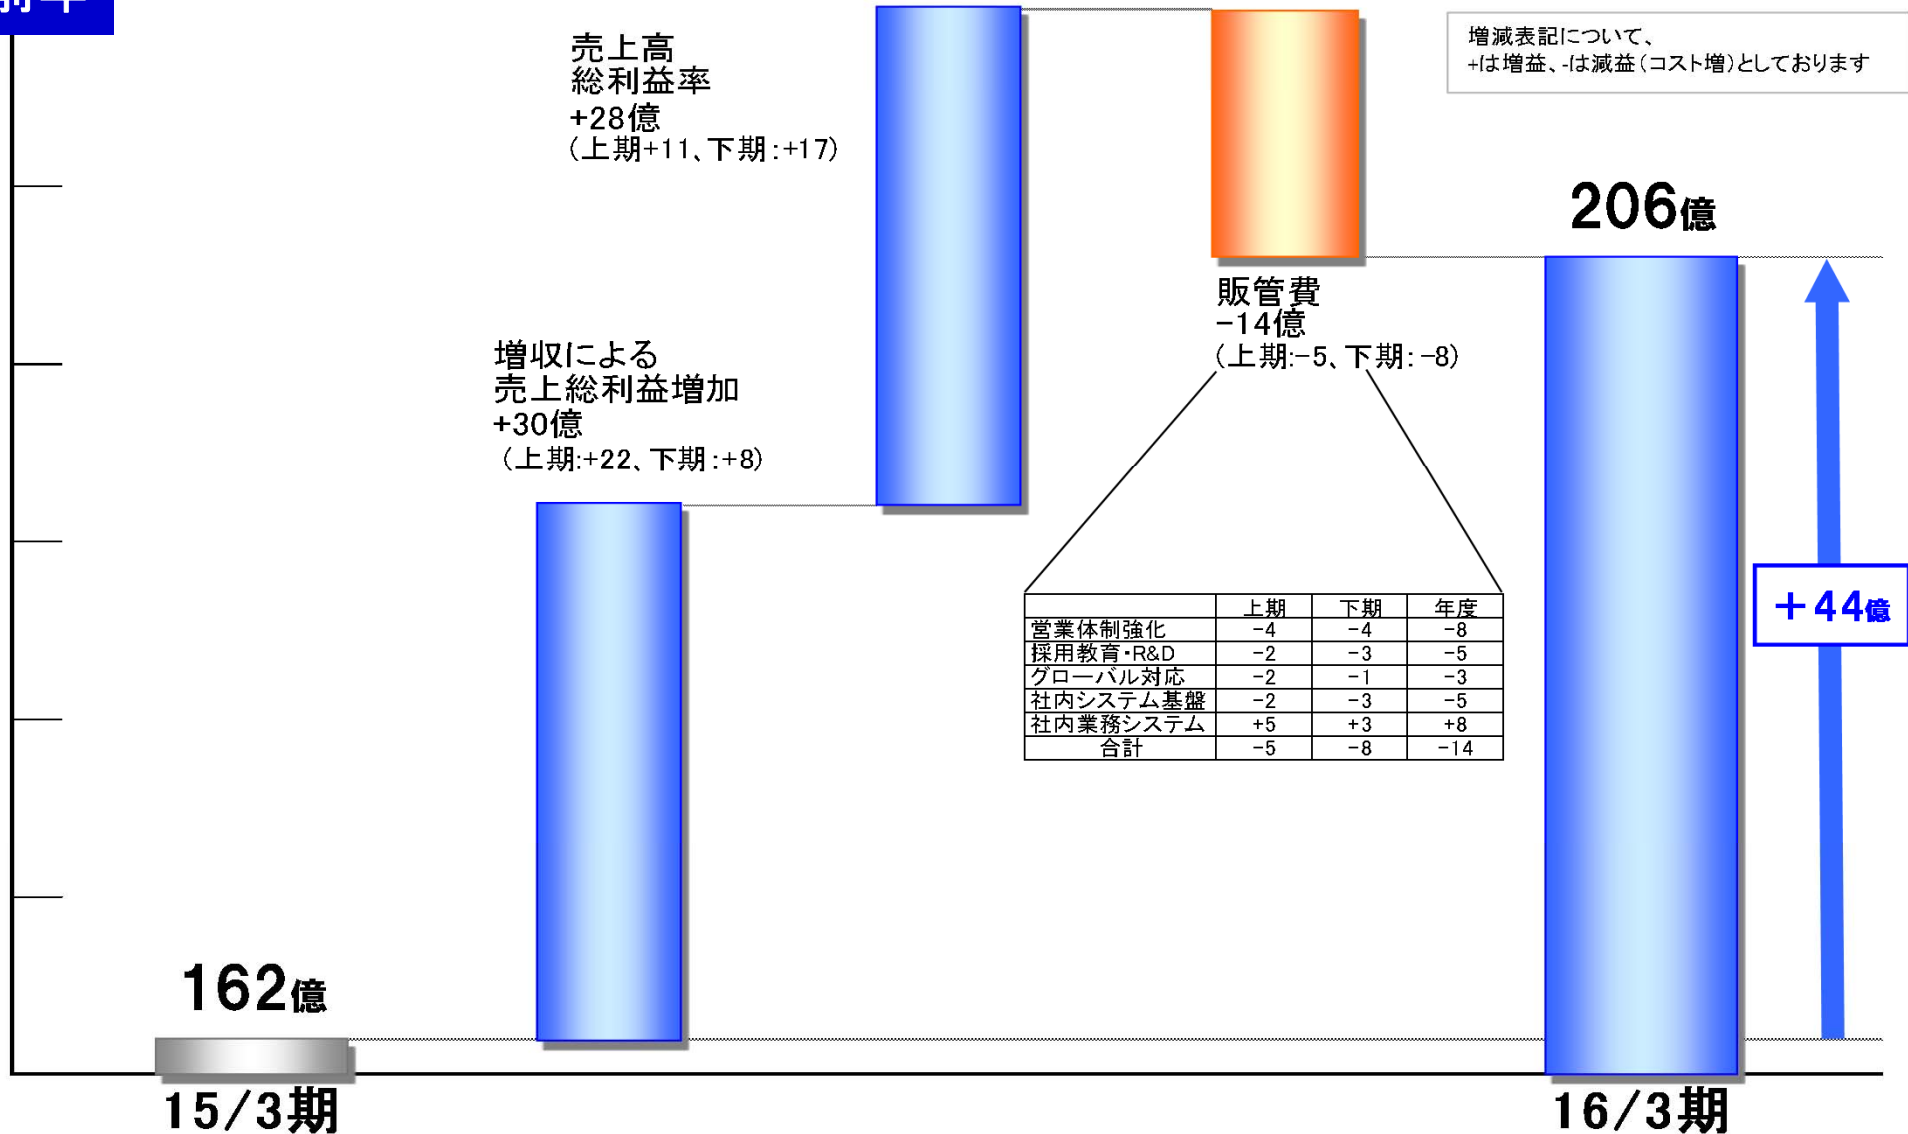 前年
増減表記について、
+は増益、-は減益(コスト増)としております
売上高
総利益率
+28億
(上期+11、下期:+17)
206億
販管費
-14億
(上期:-5、下期:-8)
増収による
売上総利益増加
+30億
(上期:+22、下期:+8)
上期 下期 年度
営業体制強化 -4 -4 -8
採用教育・R&D -2 -3 -5
グローバル対応 -2 -1 -3
社内システム基盤 -2 -3 -5
社内業務システム +5 +3 +8
合計 -5 -8 -14
+44億
162億
15/3期
16/3期